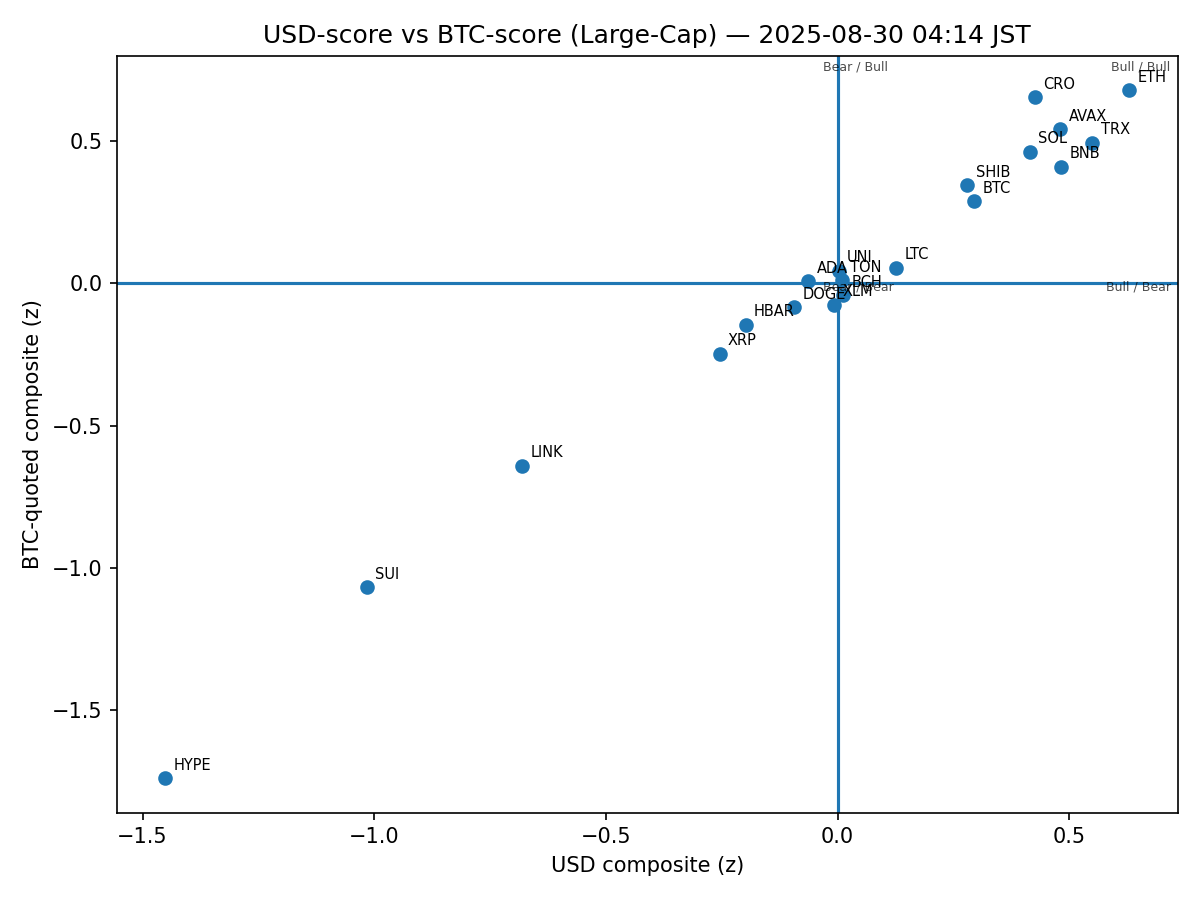 USD-score vs BTC-score (Large-Cap) — 2025-08-30 04:14 JST
Bear / Bull
Bull / Bull
ETH
CRO
AVAX
TRX
SOL
BNB
SHIB
BTC
UNI
LTC
ADA
TON
BCH
Bear / Bear
Bull / Bear
DOGE
XLM
HBAR
XRP
LINK
SUI
HYPE
0.5
0.0
−0.5
−1.0
−1.5
BTC-quoted composite (z)
−1.5
−1.0
−0.5
0.0
0.5
USD composite (z)